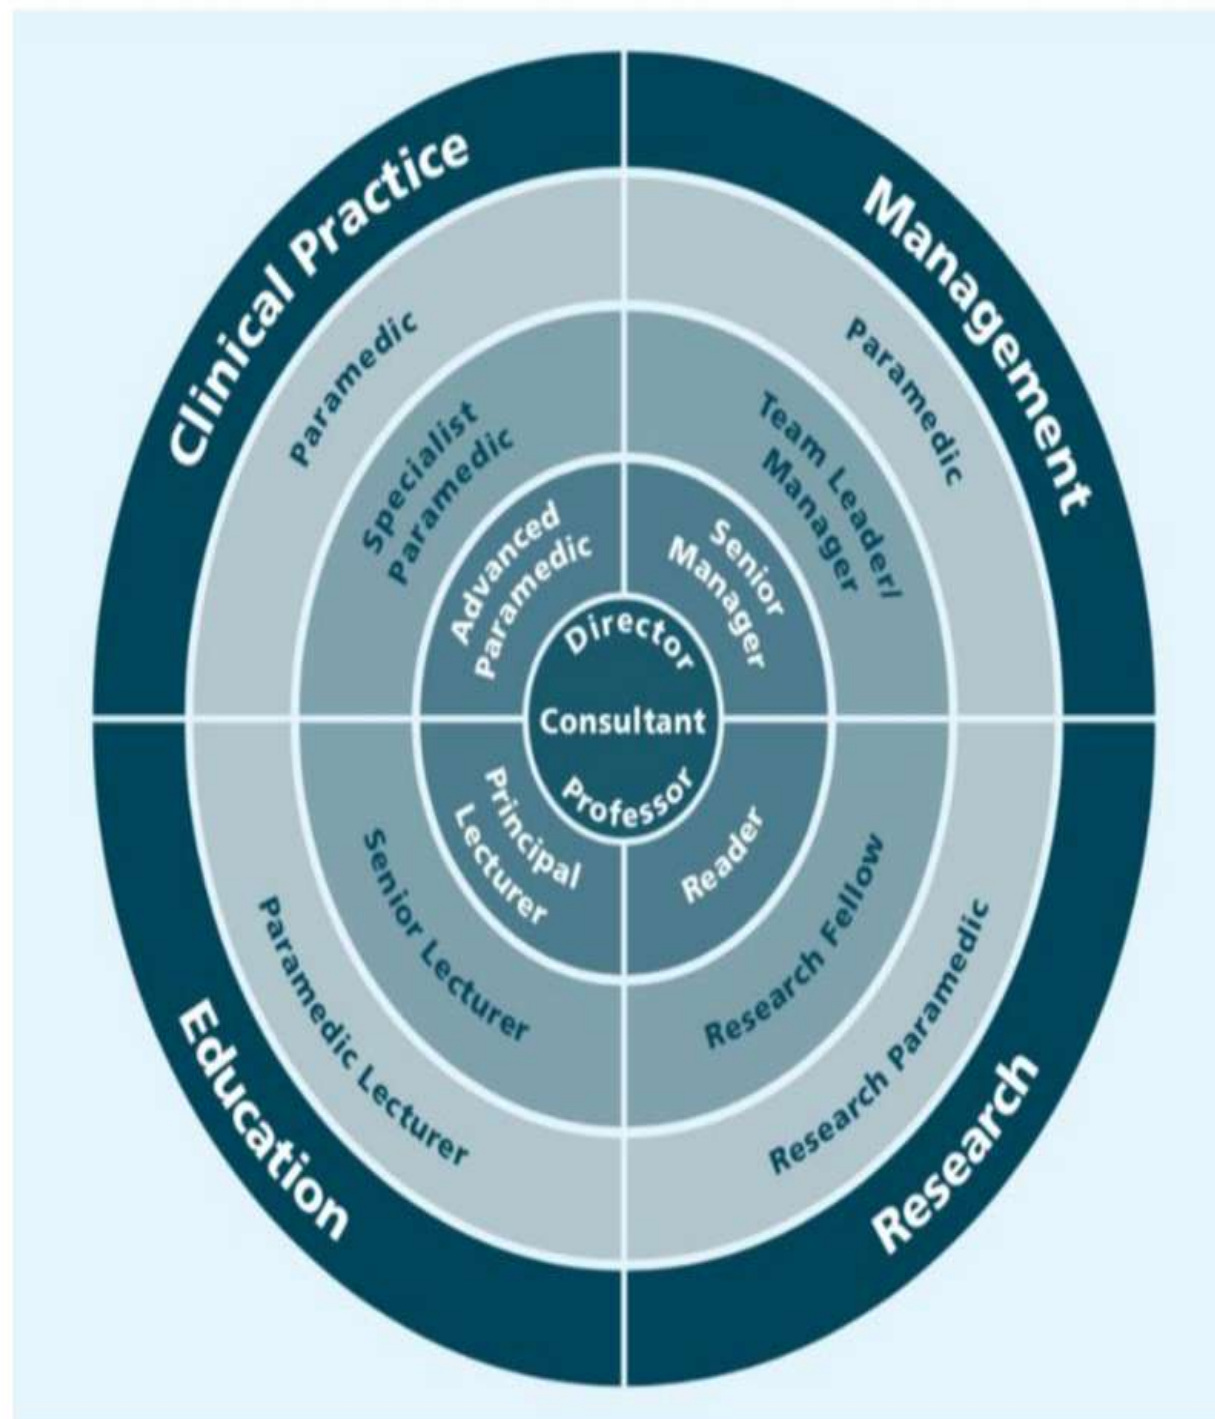 Clinical Practice
Paramedic
Specialist
Paramedic
Advanced
Paramedic
Management
Paramedic
Team Leader/
Manager
Senior
Manager
Director
Consultant
Professor
Education
Paramedic Lecturer
Senior Lecturer
Principal
Lecturer
Research
Research Paramedic
Research Fellow
Reader